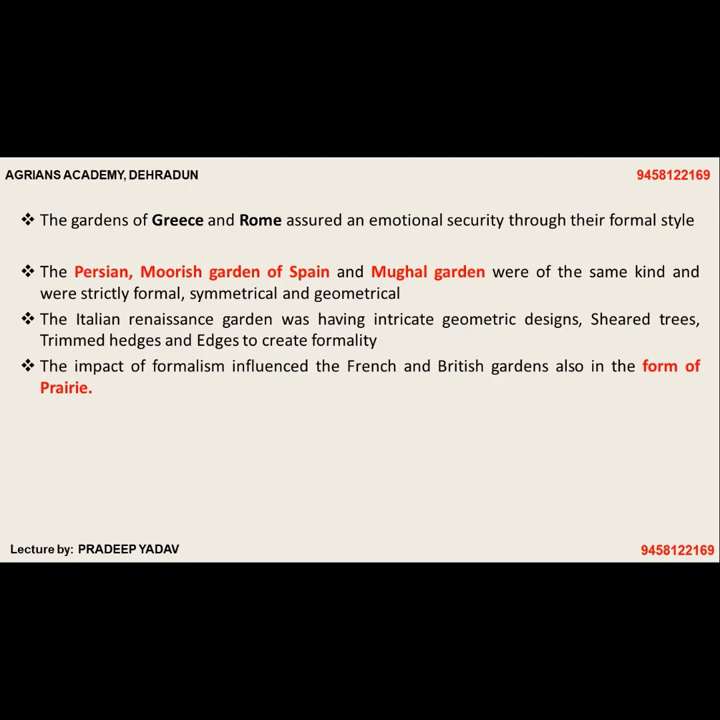 AGRIANS ACADEMY, DEHRADUN 9458122169
❖ The gardens of Greece and Rome assured an emotional security through their formal style
❖ The Persian, Moorish garden of Spain and Mughal garden were of the same kind and
were strictly formal, symmetrical and geometrical
❖ The Italian renaissance garden was having intricate geometric designs, Sheared trees,
Trimmed hedges and Edges to create formality
❖ The impact of formalism influenced the French and British gardens also in the form of
Prairie.
Lecture by: PRADEEP YADAV 9458122169